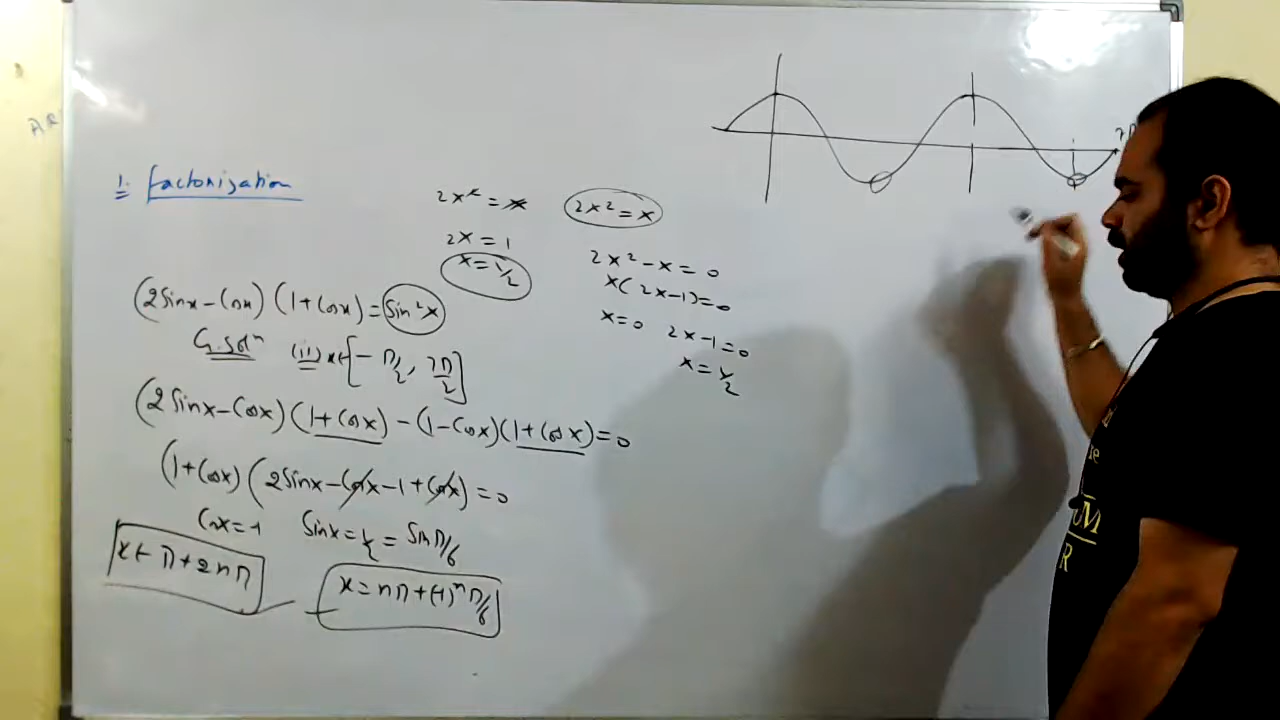 1. factorization
2x² = x
2x = 1
x = 1/2
2x² = x
2x² - x = 0
x(2x-1) = 0
x = 0 2x-1 = 0
x = 1/2
(2sinx - Cosx) (1 + Cosx) = Sin²x
G. solⁿ (ii) x∈ [-π/2, 7π/2]
(2Sinx - Cosx) (1 + Cosx) - (1 - Cosx) (1 + Cosx) = 0
(1 + Cosx) (2Sinx - Cosx - 1 + Cosx) = 0
Cosx = -1 Sinx = 1/2 = Sin π/6
x = π + 2nπ
x = nπ + (-1)ⁿ π/6